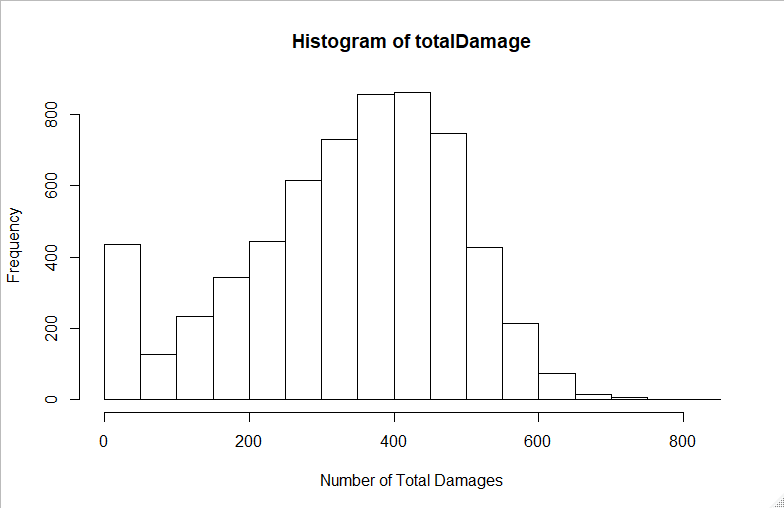 Histogram of totalDamage
Frequency
800
600
400
200
0
0 200 400 600 800
Number of Total Damages